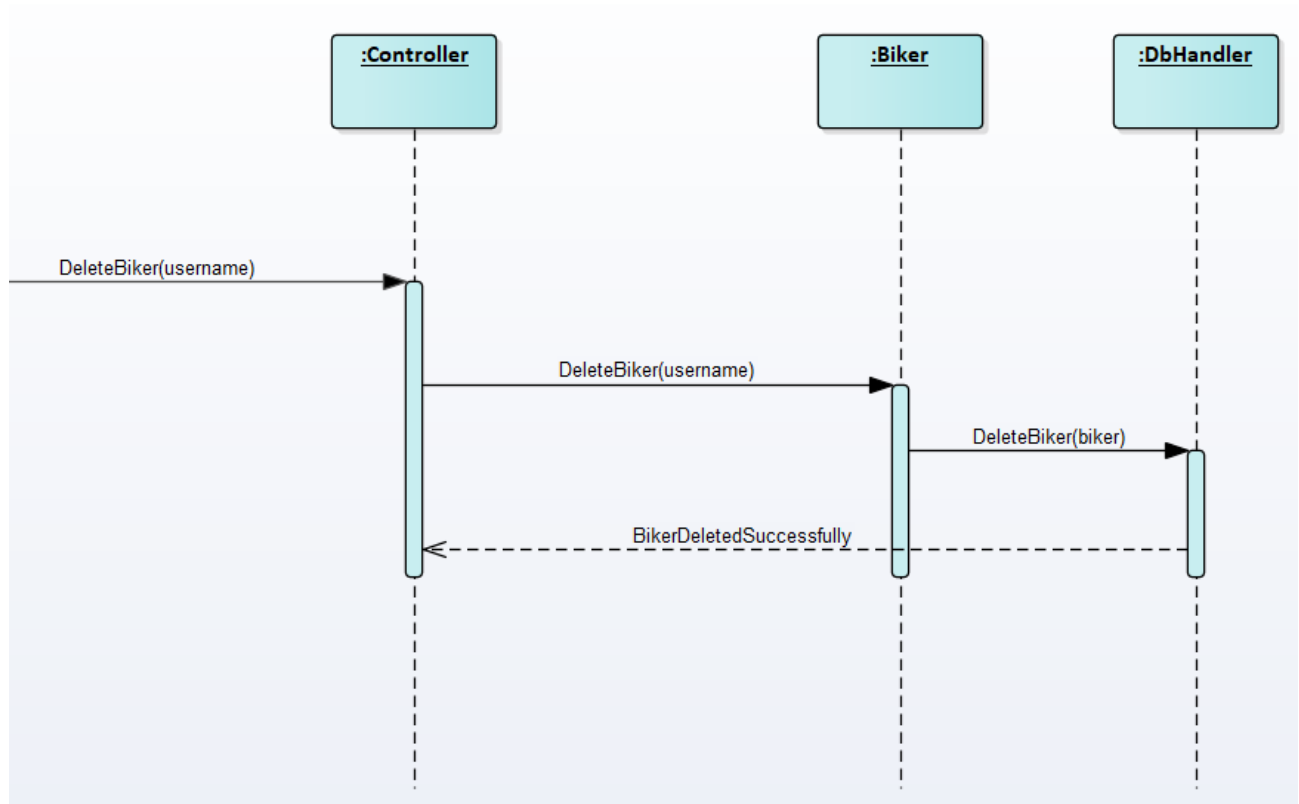 :Controller
:Biker
:DbHandler
DeleteBiker(username)
DeleteBiker(username)
DeleteBiker(biker)
BikerDeletedSuccessfully